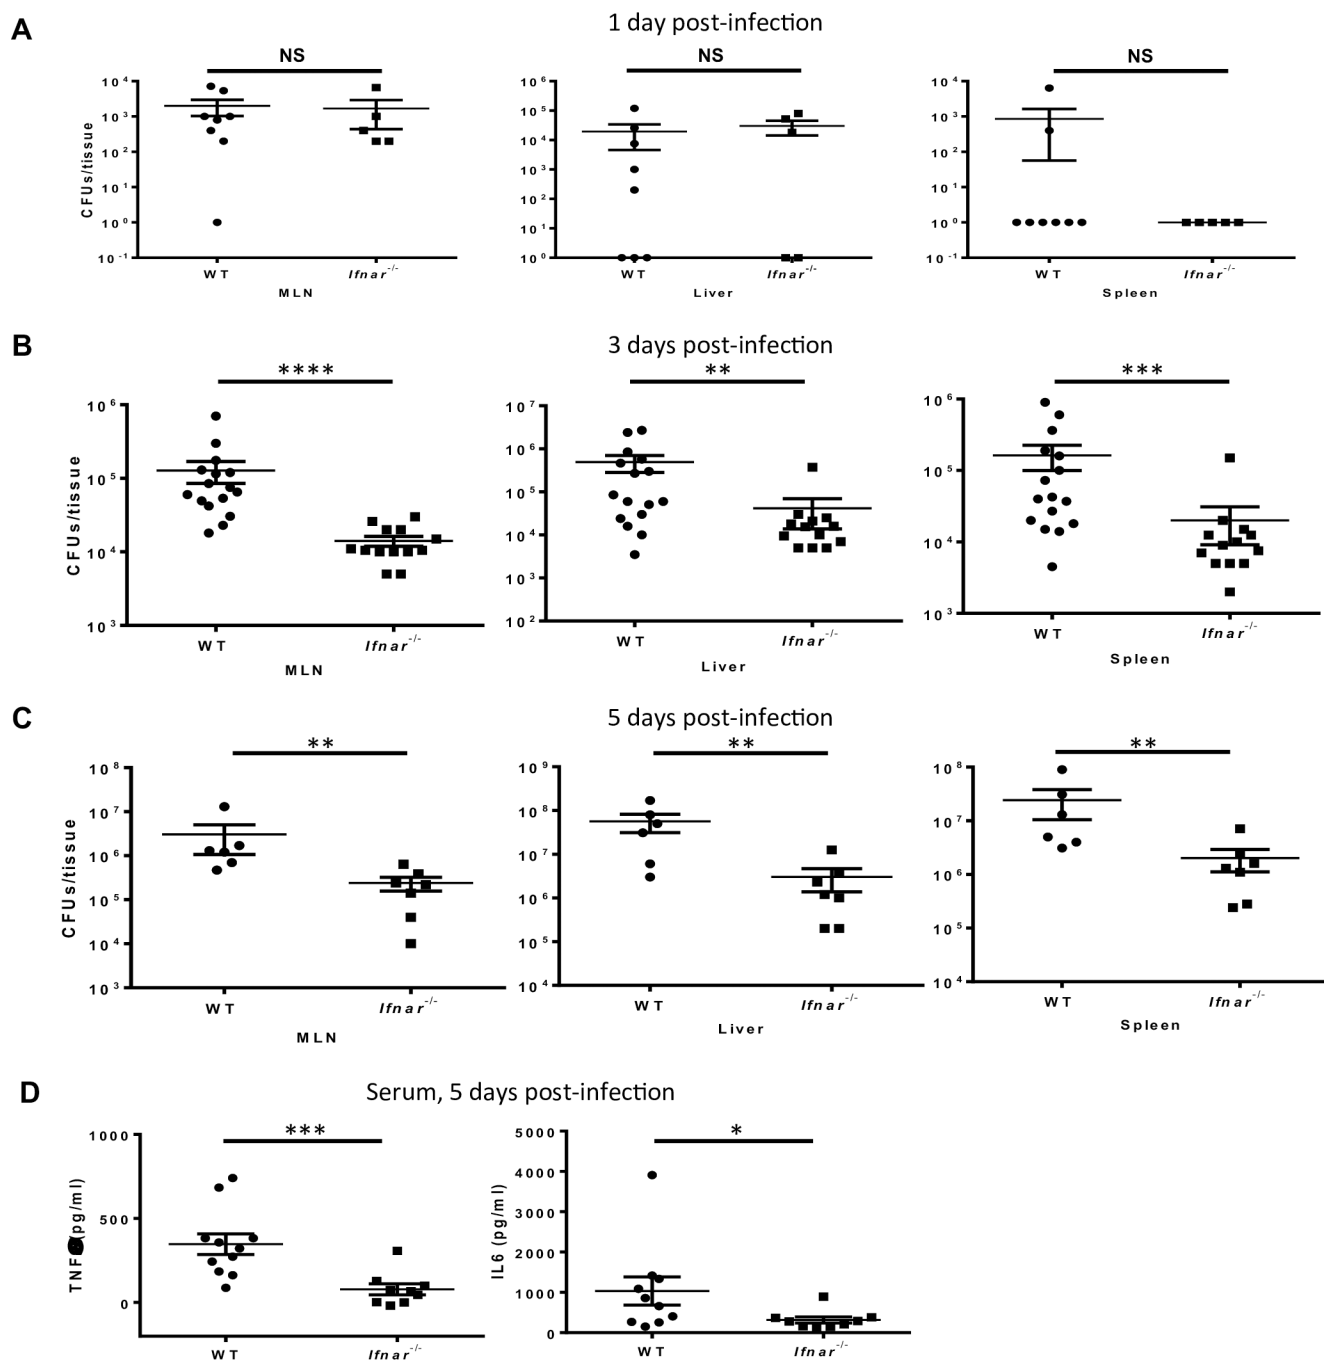 A
1 day post-infection
NS NS NS
CFUs/tissue
10⁴ 10³ 10² 10¹ 10⁰ 10⁻¹
WT Ifnar⁻/⁻
MLN
10⁶ 10⁵ 10⁴ 10³ 10² 10¹ 10⁰
WT Ifnar⁻/⁻
Liver
10⁴ 10³ 10² 10¹ 10⁰ 10⁻¹
WT Ifnar⁻/⁻
Spleen
B
3 days post-infection
**** ** ***
CFUs/tissue
10⁶ 10⁵ 10⁴ 10³
WT Ifnar⁻/⁻
MLN
10⁷ 10⁶ 10⁵ 10⁴ 10³ 10²
WT Ifnar⁻/⁻
Liver
10⁶ 10⁵ 10⁴ 10³
WT Ifnar⁻/⁻
Spleen
C
5 days post-infection
** ** **
CFUs/tissue
10⁸ 10⁷ 10⁶ 10⁵ 10⁴ 10³
WT Ifnar⁻/⁻
MLN
10⁹ 10⁸ 10⁷ 10⁶ 10⁵ 10⁴
WT Ifnar⁻/⁻
Liver
10⁸ 10⁷ 10⁶ 10⁵ 10⁴
WT Ifnar⁻/⁻
Spleen
D
Serum, 5 days post-infection
*** *
TNF (pg/ml)
1000 500 0
WT Ifnar⁻/⁻
IL6 (pg/ml)
5000 4000 3000 2000 1000 0
WT Ifnar⁻/⁻